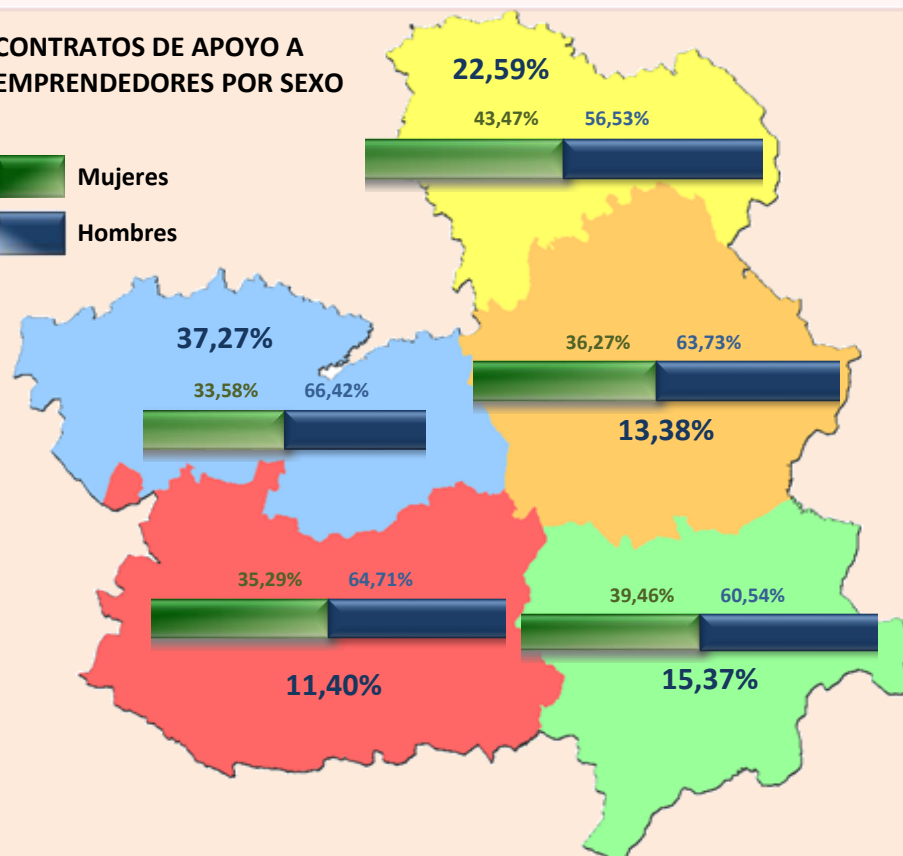 CONTRATOS DE APOYO A
EMPRENDEDORES POR SEXO
Mujeres
Hombres
22,59%
43,47% 56,53%
37,27%
33,58% 66,42%
36,27% 63,73%
13,38%
35,29% 64,71%
11,40%
39,46% 60,54%
15,37%